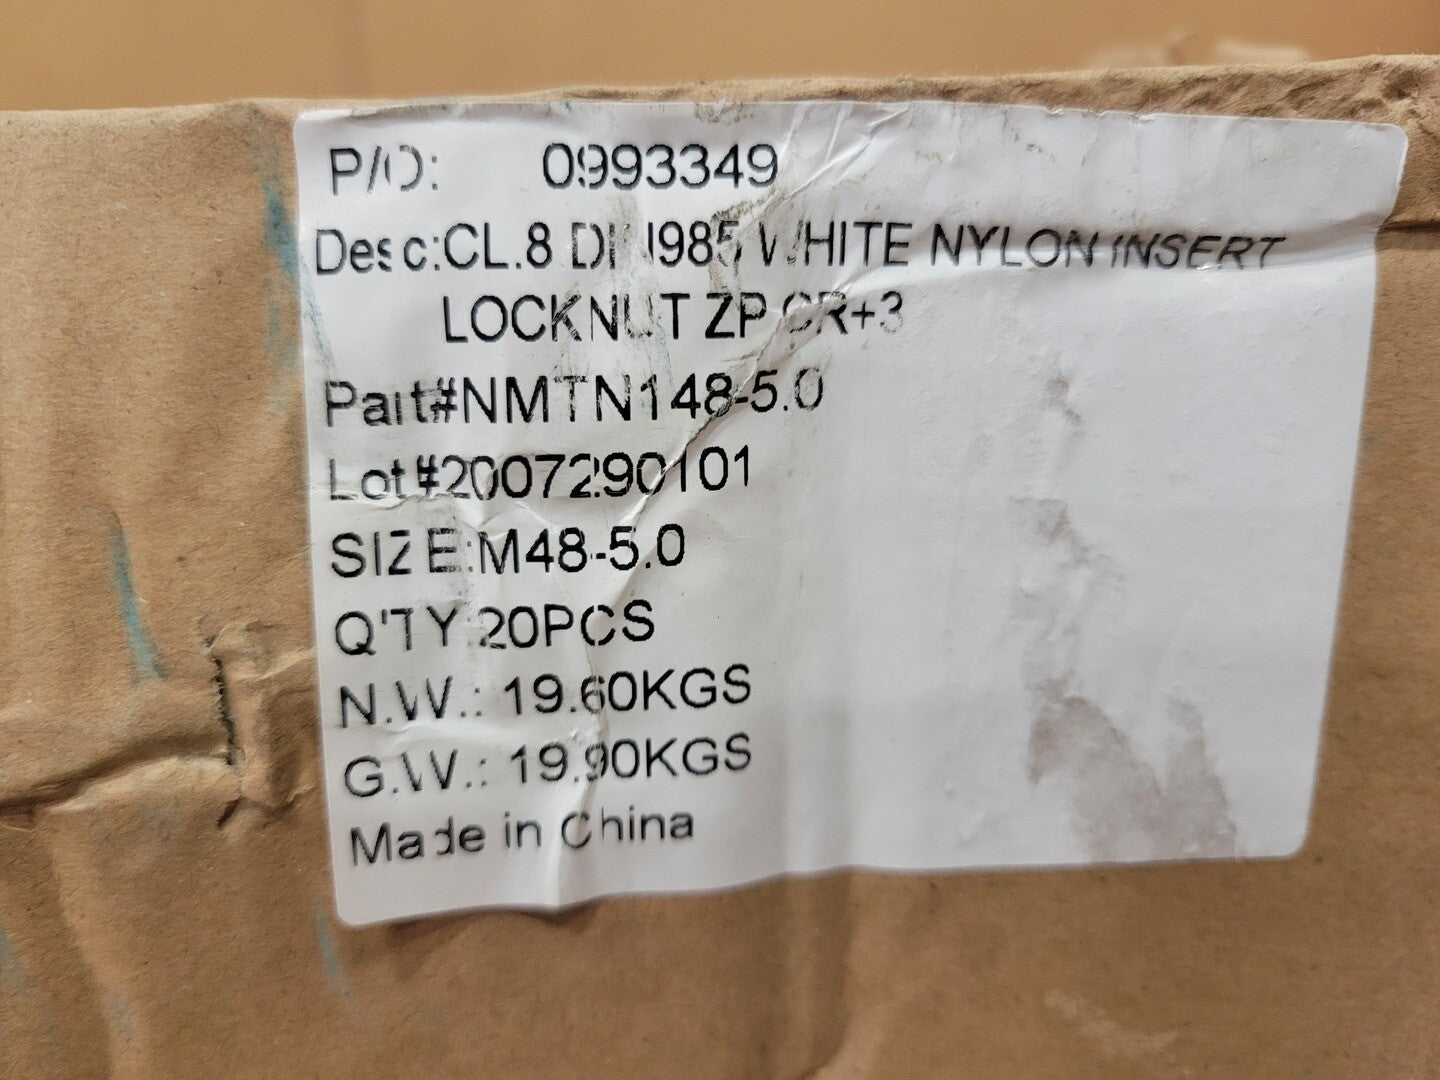 P/O: 0993349
Desc:CL.8 DIN985 WHITE NYLON INSERT
LOCKNUT ZP CR+3
Part#NMTN148-5.0
Lot#2007290101
SIZE:M48-5.0
Q'TY:20PCS
N.W.: 19.60KGS
G.W.: 19.90KGS
Made in China